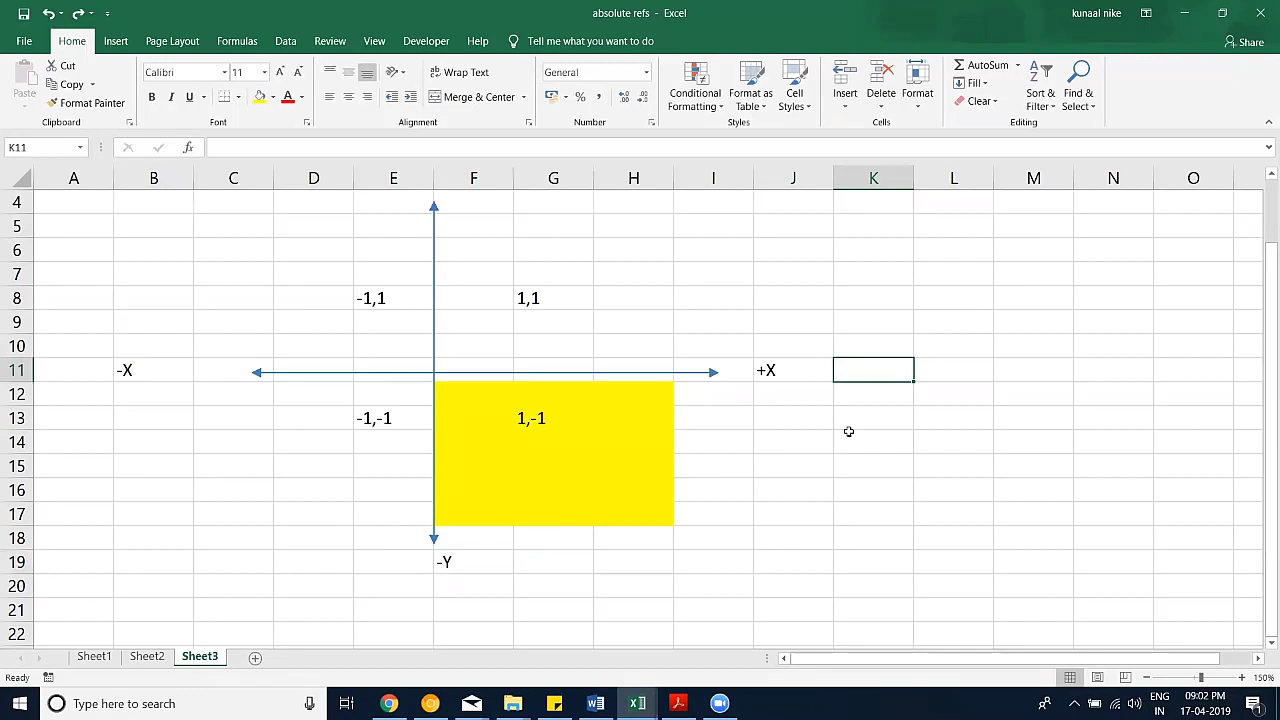 absolute refs - Excel
kunaal nike
File Home Insert Page Layout Formulas Data Review View Developer Help Tell me what you want to do Share
Paste
Cut
Copy
Format Painter
Clipboard
Calibri 11
B I U
Font
Wrap Text
Merge & Center
Alignment
General
Number
Conditional Formatting
Format as Table
Cell Styles
Styles
Insert
Delete
Format
Cells
AutoSum
Fill
Clear
Sort & Filter
Find & Select
Editing
K11
fx
A B C D E F G H I J K L M N O
4
5
6
7
8 -1,1 1,1
9
10
11 -X +X
12
13 -1,-1 1,-1
14
15
16
17
18
19 -Y
20
21
22
Sheet1 Sheet2 Sheet3
Ready
150%
Type here to search
ENG
IN
09:02 PM
17-04-2019